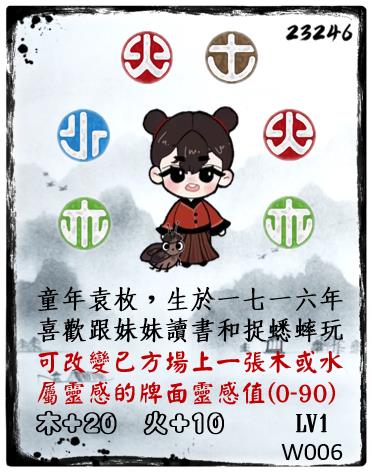 23246
火 土
水 火
木 木
童年袁枚，生於一七一六年
喜歡跟妹妹讀書和捉蟋蟀玩
可改變己方場上一張木或水
屬靈感的牌面靈感值(0-90)
木+20 火+10 LV1
W006